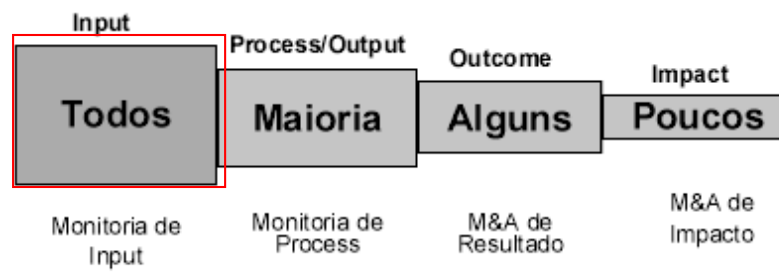 Input
Process/Output
Outcome
Impact
Todos
Maioria
Alguns
Poucos
Monitoria de
Input
Monitoria de
Process
M&A de
Resultado
M&A de
Impacto